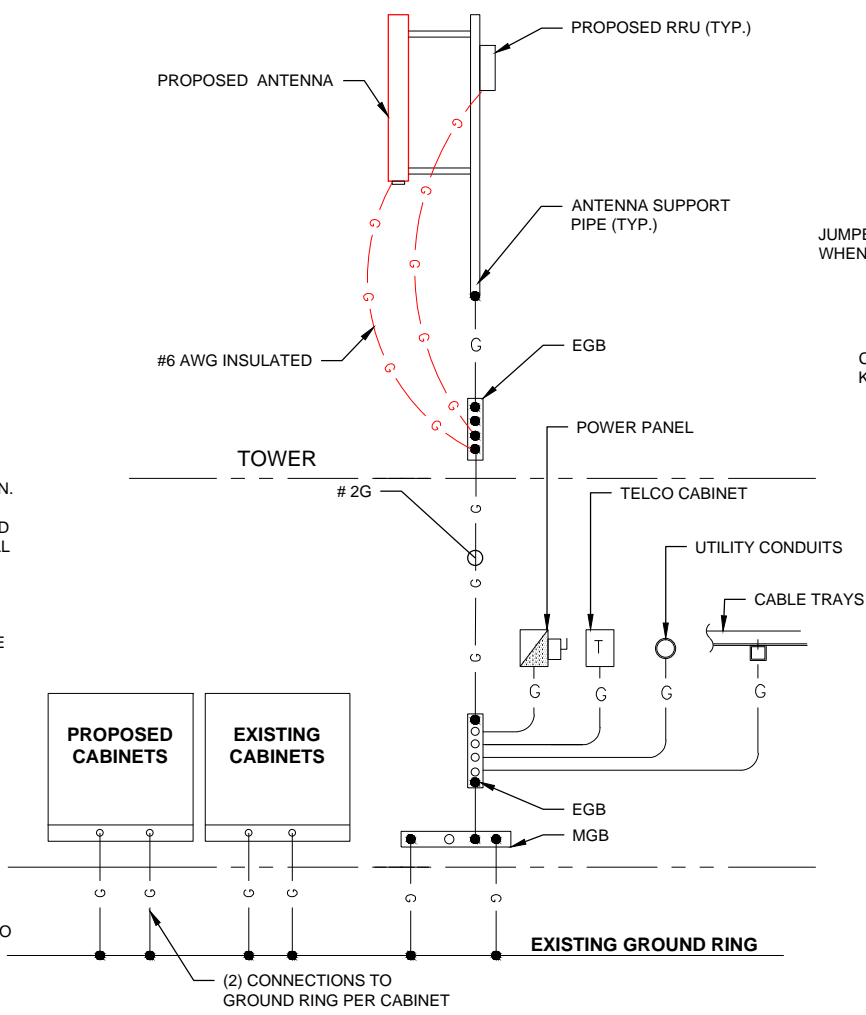 PROPOSED RRU (TYP.)
PROPOSED ANTENNA
G
G
G
G
G
G
G
G
G
G
ANTENNA SUPPORT
PIPE (TYP.)
JUMPE
WHEN
#6 AWG INSULATED
G
EGB
C
K
POWER PANEL
TOWER
N.
# 2G
TELCO CABINET
G
D
AL
UTILITY CONDUITS
G
CABLE TRAYS
E
T
G
G
G
G
G
PROPOSED
CABINETS
EXISTING
CABINETS
EGB
MGB
G
G
G
G
G
G
O
EXISTING GROUND RING
(2) CONNECTIONS TO
GROUND RING PER CABINET